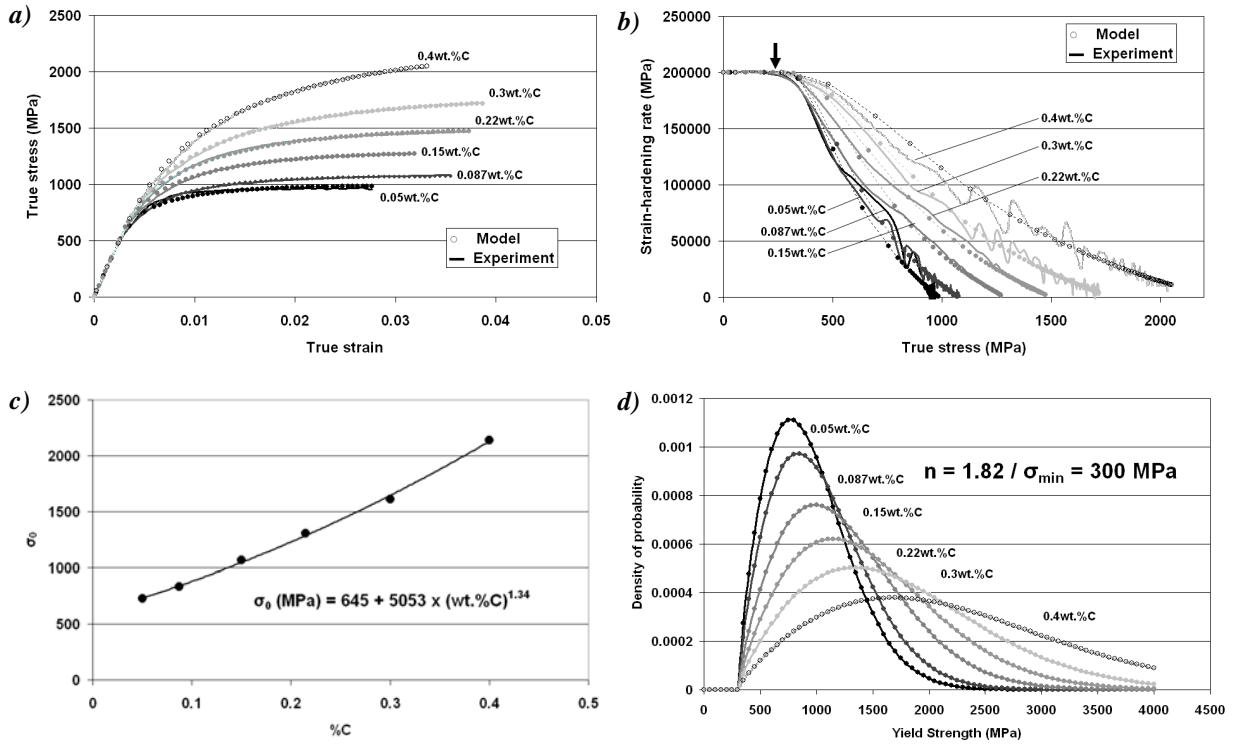 a)
2500
2000
1500
1000
500
0
True stress (MPa)
0.4wt.%C
0.3wt.%C
0.22wt.%C
0.15wt.%C
0.087wt.%C
0.05wt.%C
Model
Experiment
0 0.01 0.02 0.03 0.04 0.05
True strain
b)
250000
200000
150000
100000
50000
0
Strain-hardening rate (MPa)
Model
Experiment
0.4wt.%C
0.3wt.%C
0.22wt.%C
0.05wt.%C
0.087wt.%C
0.15wt.%C
0 500 1000 1500 2000
True stress (MPa)
c)
2500
2000
1500
1000
500
0
σ0
σ0 (MPa) = 645 + 5053 x (wt.%C)1.34
0 0.1 0.2 0.3 0.4 0.5
%C
d)
0.0012
0.001
0.0008
0.0006
0.0004
0.0002
0
Density of probability
0.05wt.%C
0.087wt.%C
n = 1.82 / σmin = 300 MPa
0.15wt.%C
0.22wt.%C
0.3wt.%C
0.4wt.%C
0 500 1000 1500 2000 2500 3000 3500 4000 4500
Yield Strength (MPa)